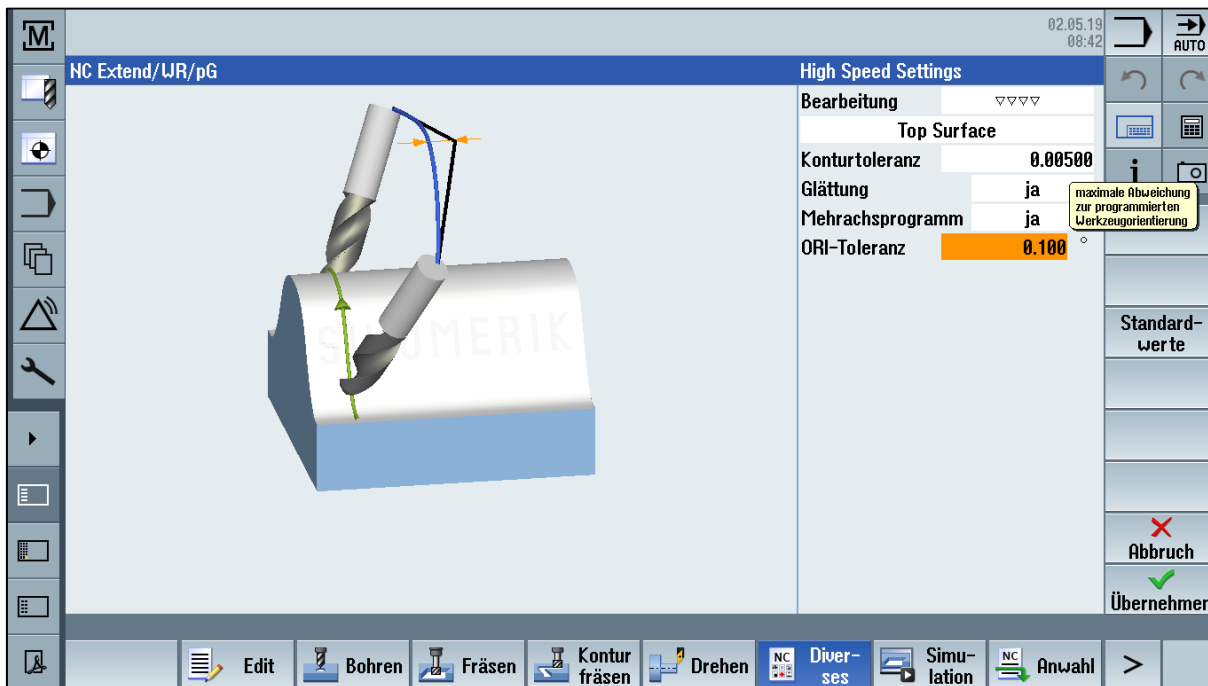 M
02.05.19
08:42
AUTO
NC Extend/WR/pG
High Speed Settings
Bearbeitung ▽▽▽▽
Top Surface
Konturtoleranz 0.00500
Glättung ja
Mehrachsprogramm ja
ORI-Toleranz 0.100 °
i
maximale Abweichung
zur programmierten
Werkzeugorientierung
Standard-
werte
Abbruch
Übernehmen
Edit
Bohren
Fräsen
Kontur
fräsen
Drehen
NC
Diver-
ses
Simu-
lation
NC
Anwahl
>